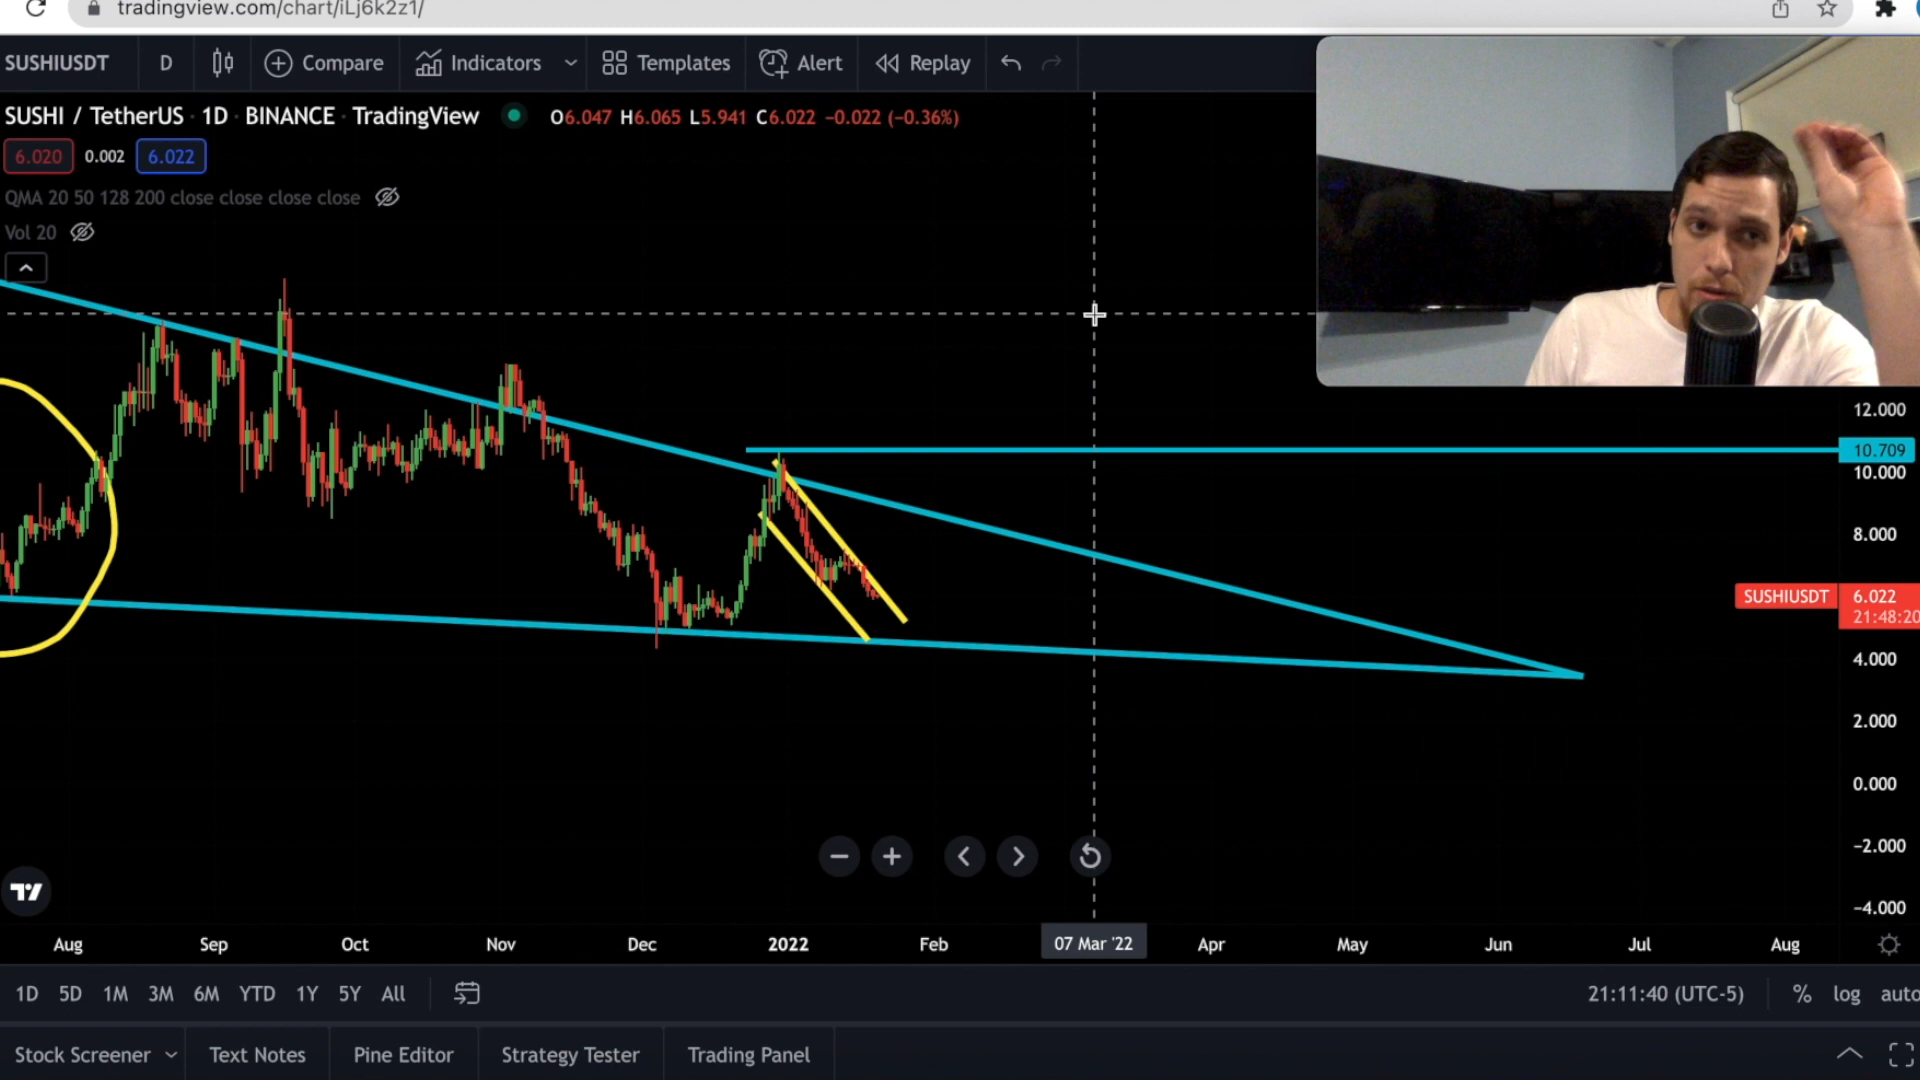 tradingview.com/chart/iLj6k2z1/
SUSHIUSDT D Compare Indicators Templates Alert Replay
SUSHI / TetherUS · 1D · BINANCE · TradingView O6.047 H6.065 L5.941 C6.022 −0.022 (−0.36%)
6.020 0.002 6.022
QMA 20 50 128 200 close close close close
Vol 20
12.000
10.709
10.000
8.000
SUSHIUSDT 6.022
21:48:20
4.000
2.000
0.000
−2.000
−4.000
Aug Sep Oct Nov Dec 2022 Feb 07 Mar '22 Apr May Jun Jul Aug
1D 5D 1M 3M 6M YTD 1Y 5Y All 21:11:40 (UTC-5) % log auto
Stock Screener Text Notes Pine Editor Strategy Tester Trading Panel